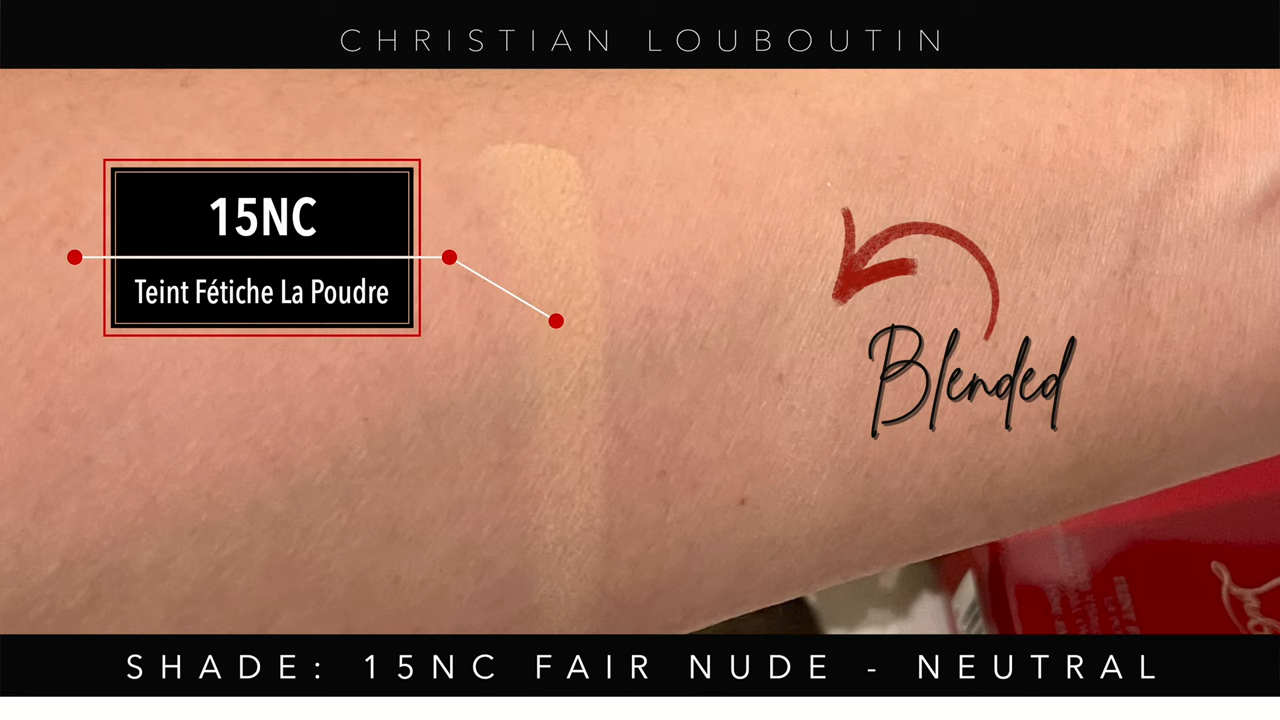 CHRISTIAN LOUBOUTIN
15NC
Teint Fétiche La Poudre
Blended
SHADE: 15NC FAIR NUDE - NEUTRAL